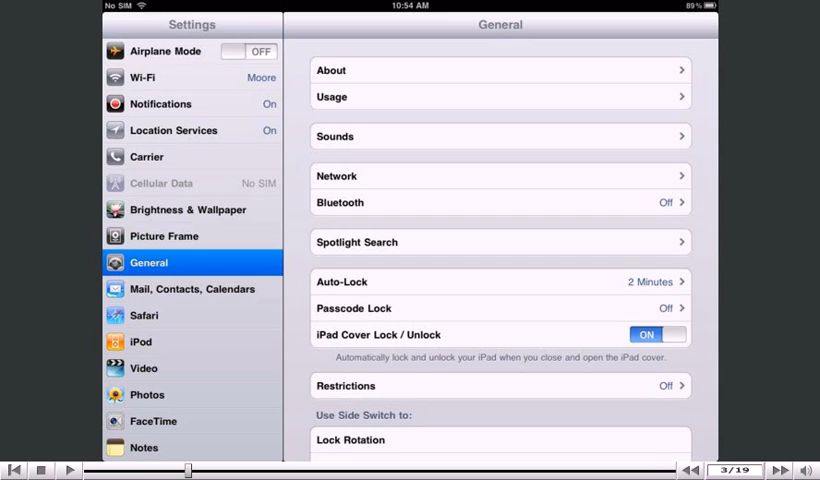 No SIM 10:54 AM 89%
Settings
General
Airplane Mode OFF
Wi-Fi Moore
Notifications On
Location Services On
Carrier
Cellular Data No SIM
Brightness & Wallpaper
Picture Frame
General
Mail, Contacts, Calendars
Safari
iPod
Video
Photos
FaceTime
Notes
About
Usage
Sounds
Network
Bluetooth Off
Spotlight Search
Auto-Lock 2 Minutes
Passcode Lock Off
iPad Cover Lock / Unlock ON
Automatically lock and unlock your iPad when you close and open the iPad cover.
Restrictions Off
Use Side Switch to:
Lock Rotation
3/19